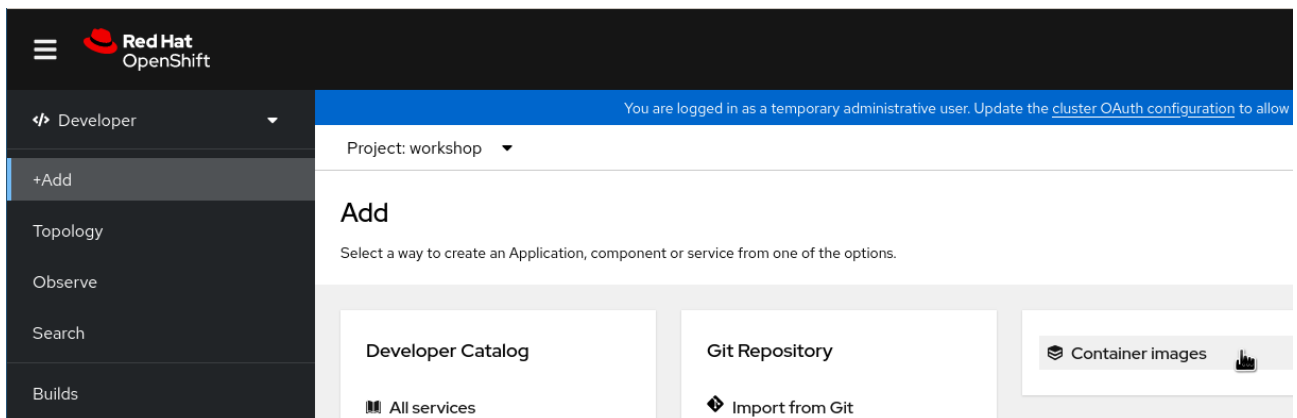 Red Hat
OpenShift
Developer
You are logged in as a temporary administrative user. Update the cluster OAuth configuration to allow
Project: workshop
+Add
Topology
Observe
Search
Builds
Add
Select a way to create an Application, component or service from one of the options.
Developer Catalog
All services
Git Repository
Import from Git
Container images